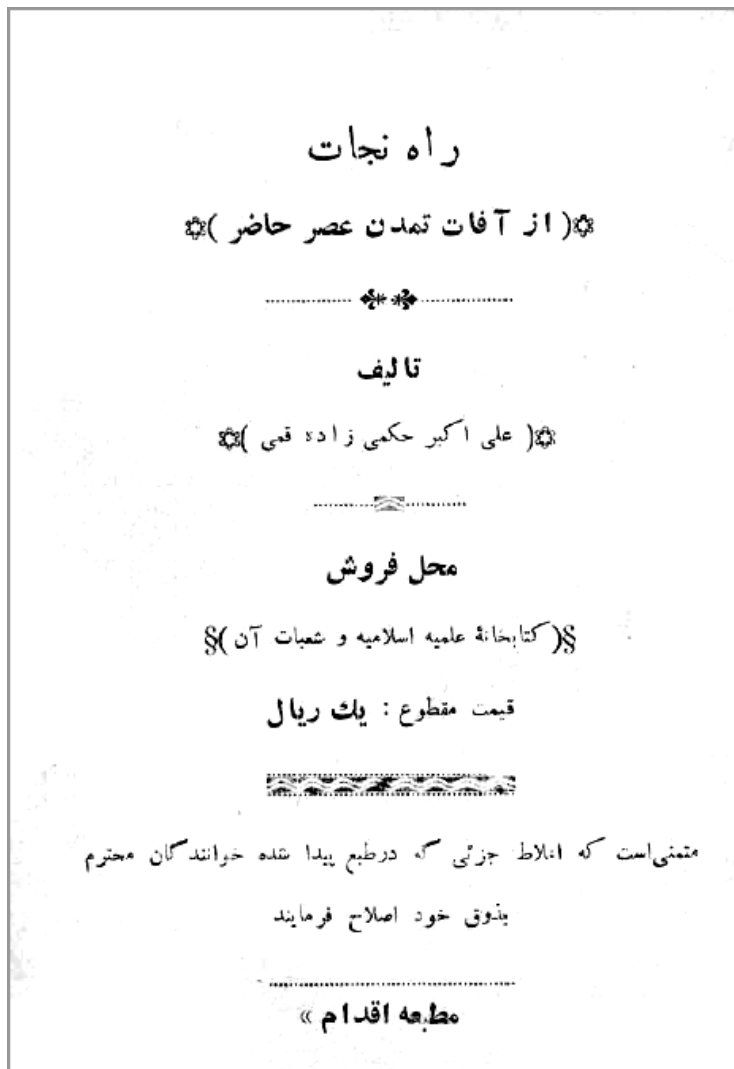 راه نجات
( از آفات تمدن عصر حاضر )
تالیف
( علی اکبر حکمی زاده قمی )
محل فروش
§( کتابخانهٔ علمیه اسلامیه و شعبات آن )§
قیمت مقطوع : یك ریال
متمنی‌است که اغلاط جزئی که درطبع پیدا شده خوانندگان محترم
بذوق خود اصلاح فرمایند
مطبعه اقدام »